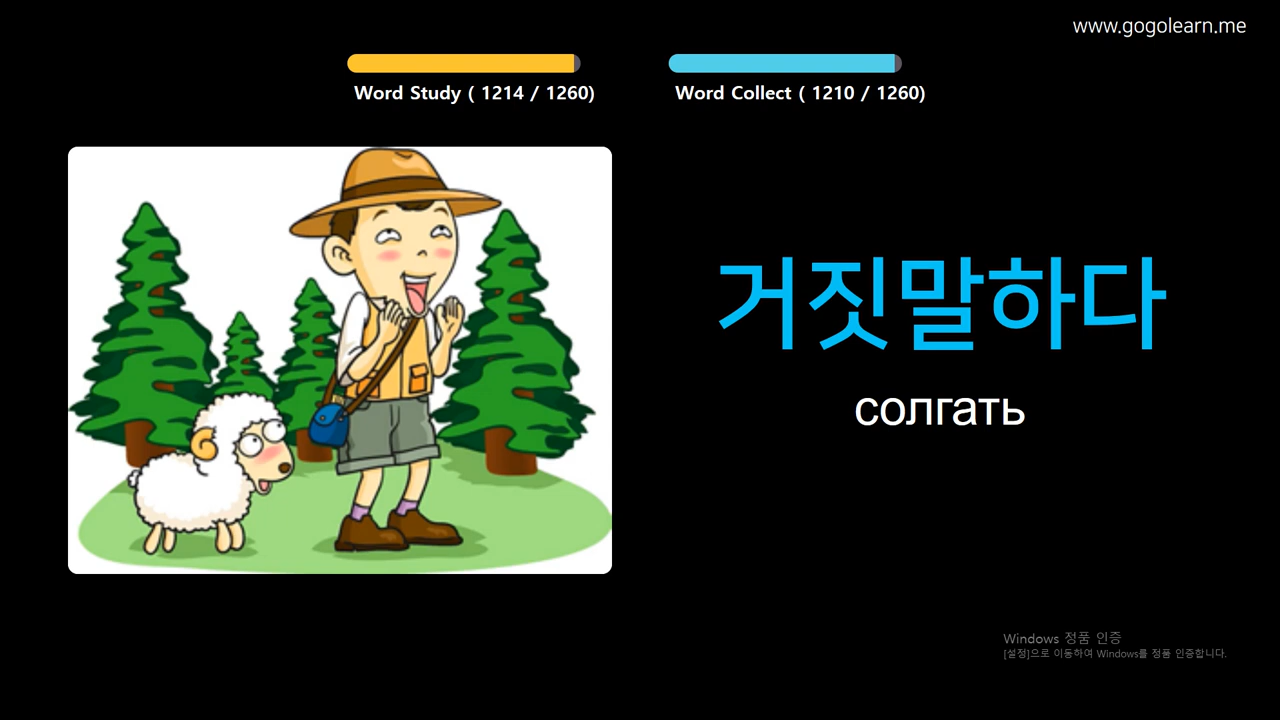 www.gogolearn.me
Word Study ( 1214 / 1260)
Word Collect ( 1210 / 1260)
거짓말하다
солгать
Windows 정품 인증
[설정]으로 이동하여 Windows를 정품 인증합니다.